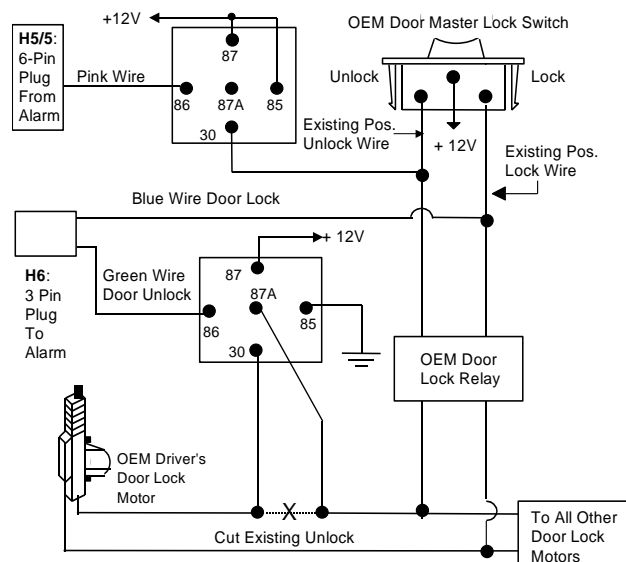 H5/5:
6-Pin
Plug
From
Alarm
Pink Wire
+12V
87
86
87A
85
30
OEM Door Master Lock Switch
Unlock
Lock
+ 12V
Existing Pos.
Unlock Wire
Existing Pos.
Lock Wire
Blue Wire Door Lock
H6:
3 Pin
Plug
To
Alarm
Green Wire
Door Unlock
+ 12V
87
87A
86
85
30
OEM Door
Lock Relay
OEM Driver's
Door Lock
Motor
X
Cut Existing Unlock
To All Other
Door Lock
Motors